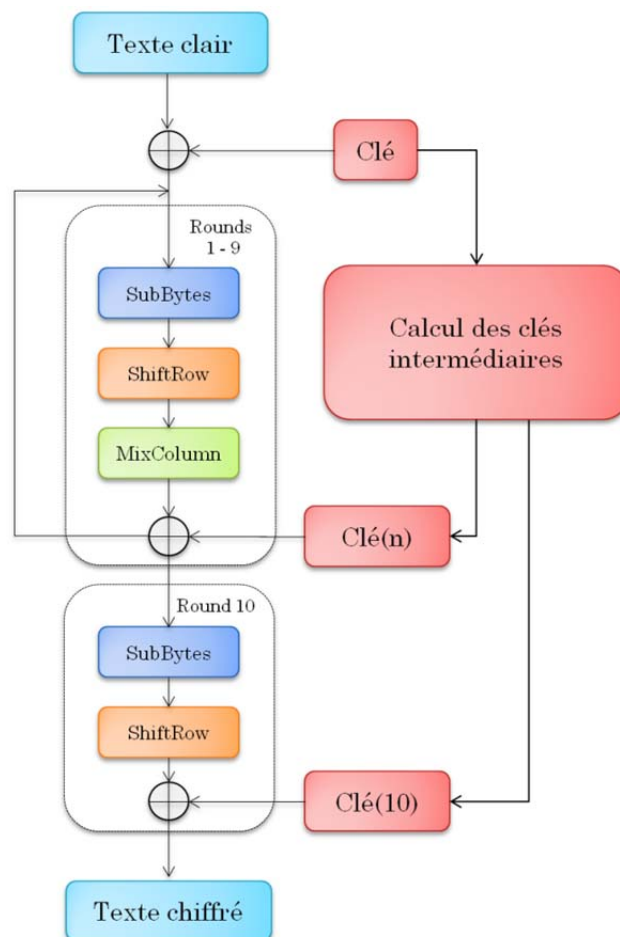 Texte clair
Clé
Rounds
1 - 9
SubBytes
Calcul des clés
intermédiaires
ShiftRow
MixColumn
Clé(n)
Round 10
SubBytes
ShiftRow
Clé(10)
Texte chiffré